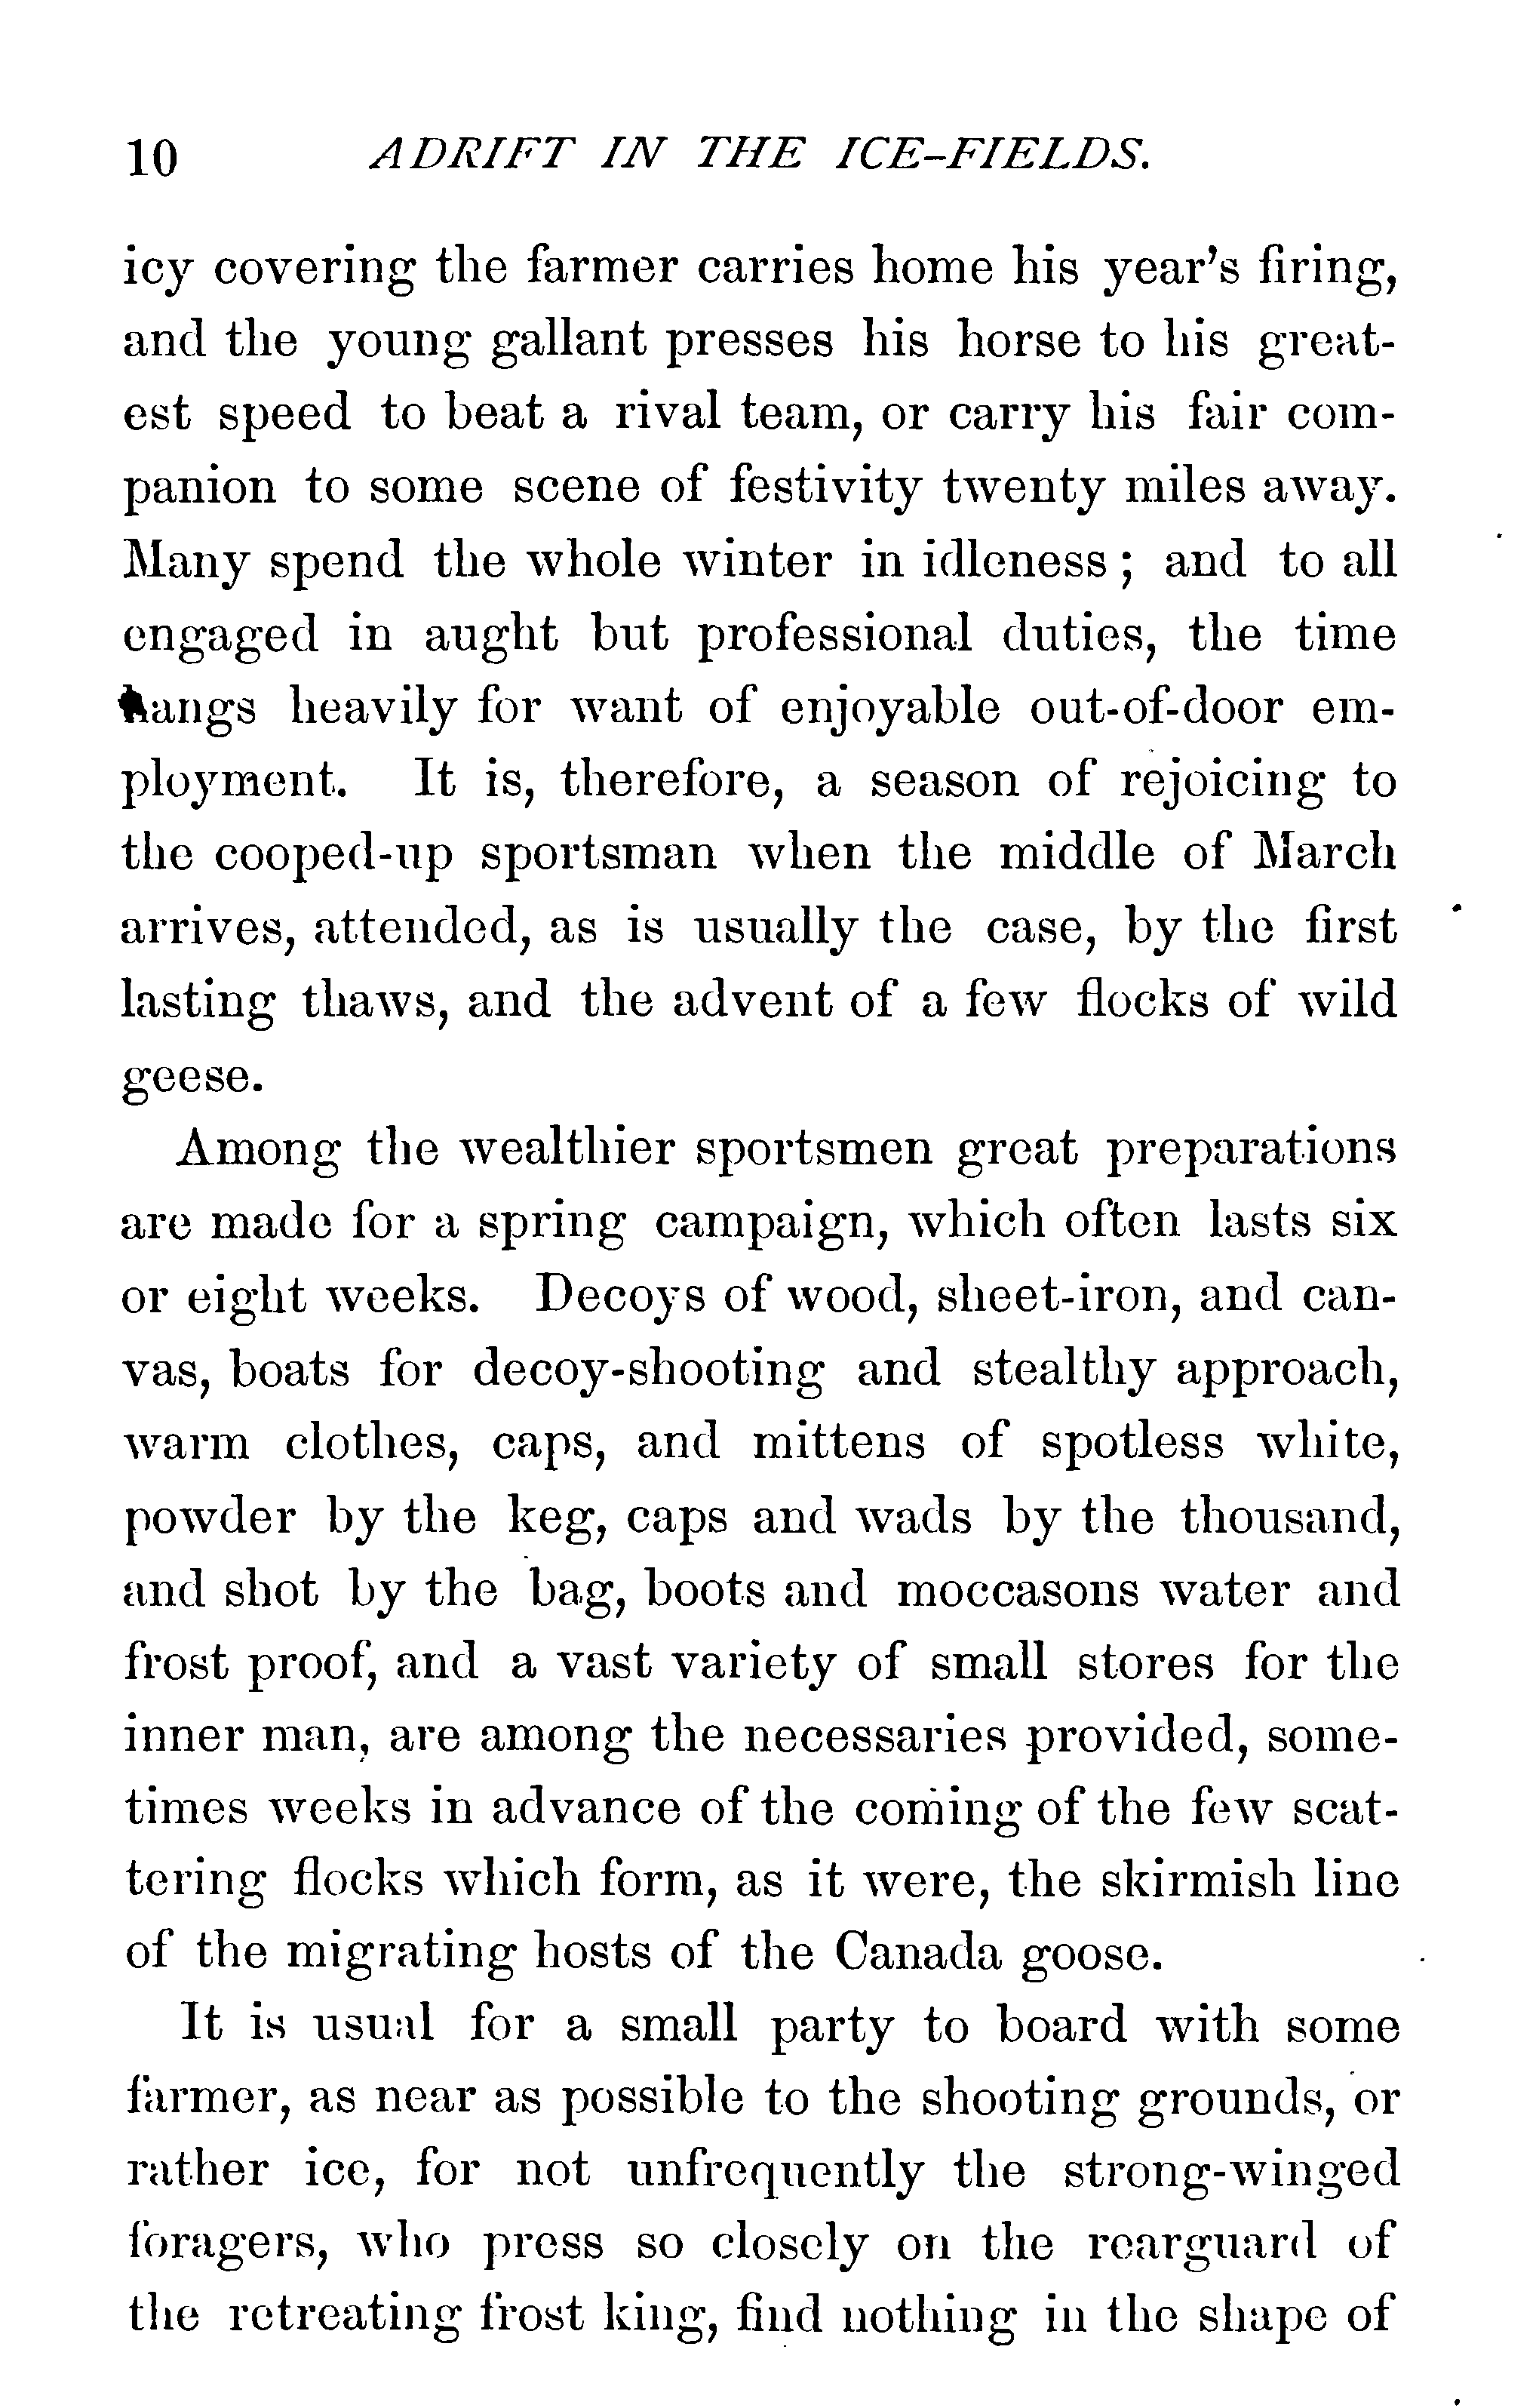 10 ADRIFT IN THE ICE-FIELDS.
icy covering the farmer carries home his year's firing,
and the young gallant presses his horse to his great-
est speed to beat a rival team, or carry his fair com-
panion to some scene of festivity twenty miles away.
Many spend the whole winter in idleness; and to all
engaged in aught but professional duties, the time
hangs heavily for want of enjoyable out-of-door em-
ployment. It is, therefore, a season of rejoicing to
the cooped-up sportsman when the middle of March
arrives, attended, as is usually the case, by the first
lasting thaws, and the advent of a few flocks of wild
geese.
Among the wealthier sportsmen great preparations
are made for a spring campaign, which often lasts six
or eight weeks. Decoys of wood, sheet-iron, and can-
vas, boats for decoy-shooting and stealthy approach,
warm clothes, caps, and mittens of spotless white,
powder by the keg, caps and wads by the thousand,
and shot by the bag, boots and moccasons water and
frost proof, and a vast variety of small stores for the
inner man, are among the necessaries provided, some-
times weeks in advance of the coming of the few scat-
tering flocks which form, as it were, the skirmish line
of the migrating hosts of the Canada goose.
It is usual for a small party to board with some
farmer, as near as possible to the shooting grounds, or
rather ice, for not unfrequently the strong-winged
foragers, who press so closely on the rearguard of
the retreating frost king, find nothing in the shape of